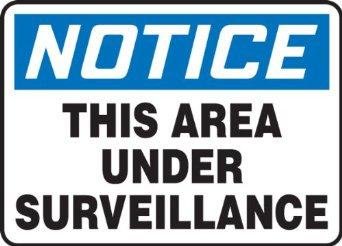 NOTICE
THIS AREA
UNDER
SURVEILLANCE